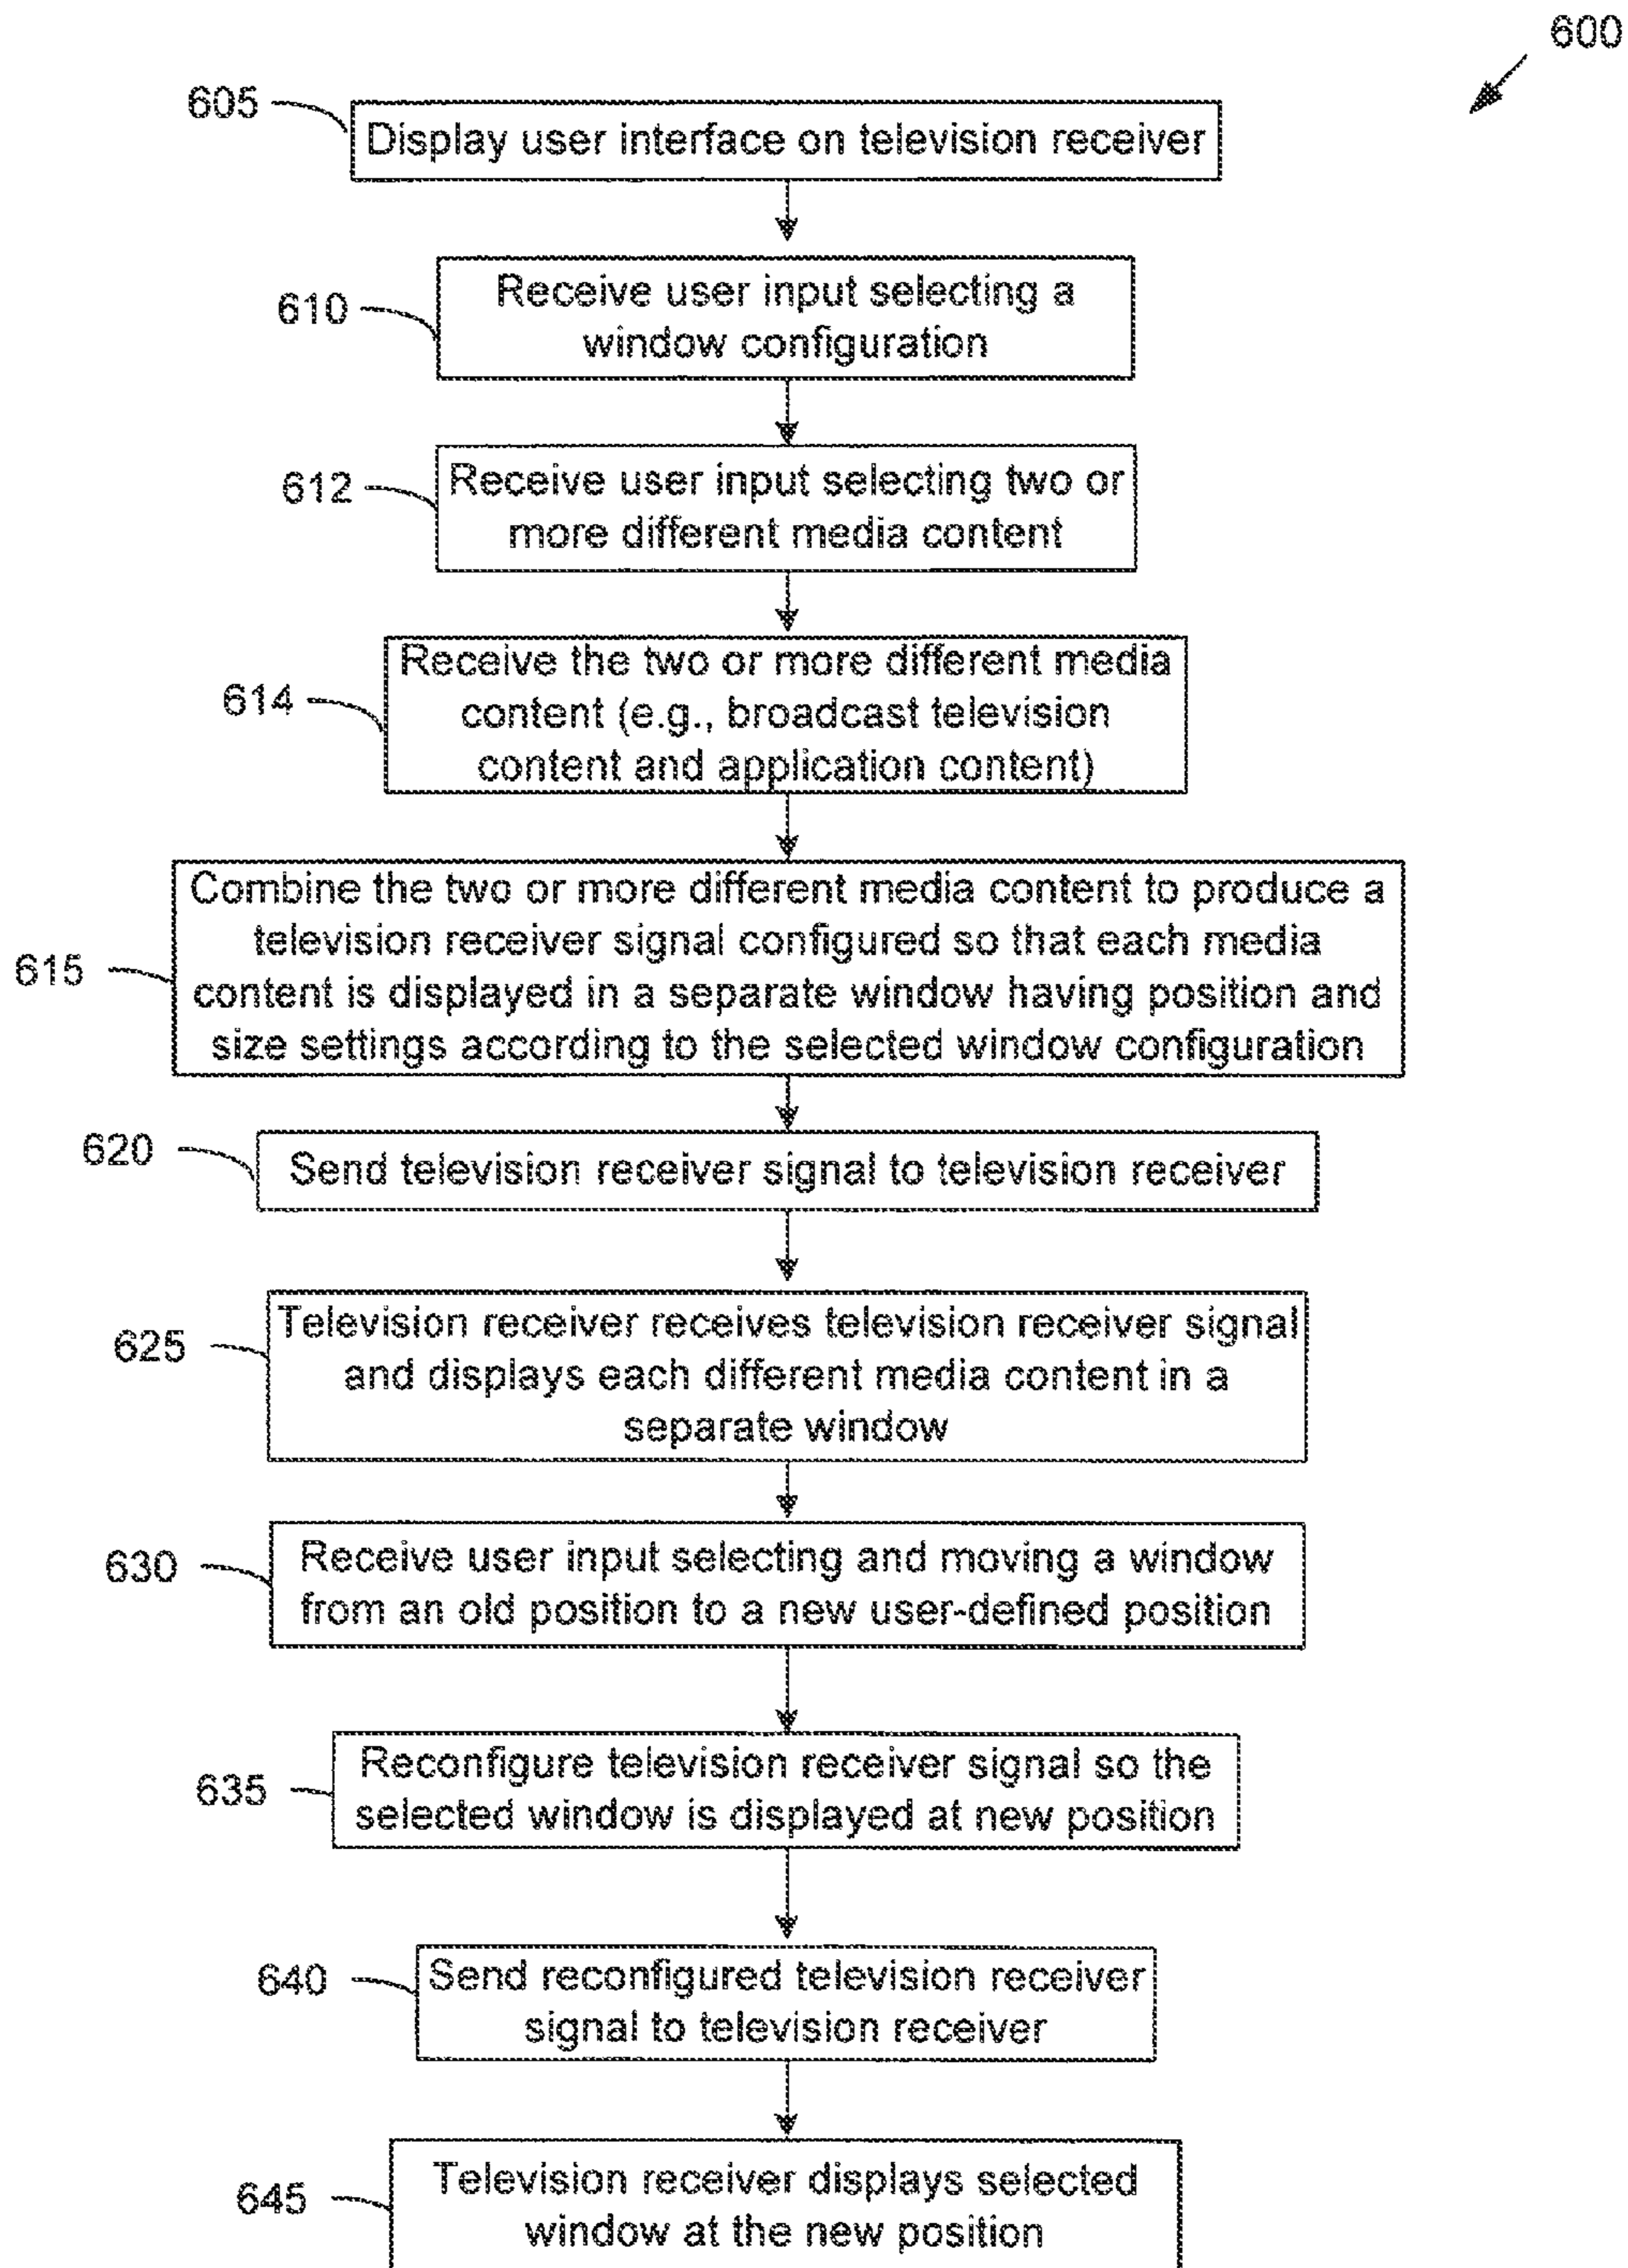 600
605
Display user interface on television receiver
610
Receive user input selecting a
window configuration
612
Receive user input selecting two or
more different media content
614
Receive the two or more different media
content (e.g., broadcast television
content and application content)
615
Combine the two or more different media content to produce a
television receiver signal configured so that each media
content is displayed in a separate window having position and
size settings according to the selected window configuration
620
Send television receiver signal to television receiver
625
Television receiver receives television receiver signal
and displays each different media content in a
separate window
630
Receive user input selecting and moving a window
from an old position to a new user-defined position
635
Reconfigure television receiver signal so the
selected window is displayed at new position
640
Send reconfigured television receiver
signal to television receiver
645
Television receiver displays selected
window at the new position